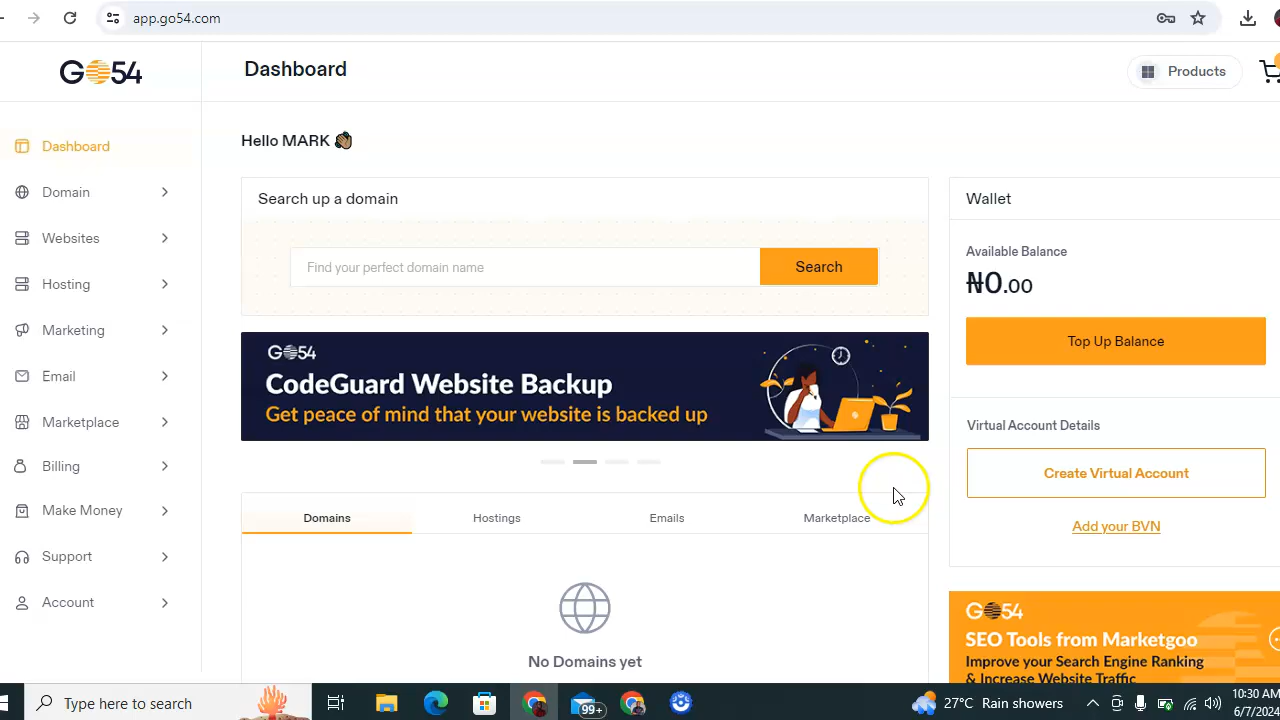 app.go54.com
GO54
Dashboard
Products
Dashboard
Domain
Websites
Hosting
Marketing
Email
Marketplace
Billing
Make Money
Support
Account
Hello MARK
Search up a domain
Find your perfect domain name
Search
GO54
CodeGuard Website Backup
Get peace of mind that your website is backed up
Domains
Hostings
Emails
Marketplace
No Domains yet
Wallet
Available Balance
₦0.00
Top Up Balance
Virtual Account Details
Create Virtual Account
Add your BVN
GO54
SEO Tools from Marketgoo
Improve your Search Engine Ranking
& Increase Website Traffic
Type here to search
99+
27°C Rain showers
10:30 AM
6/7/2024